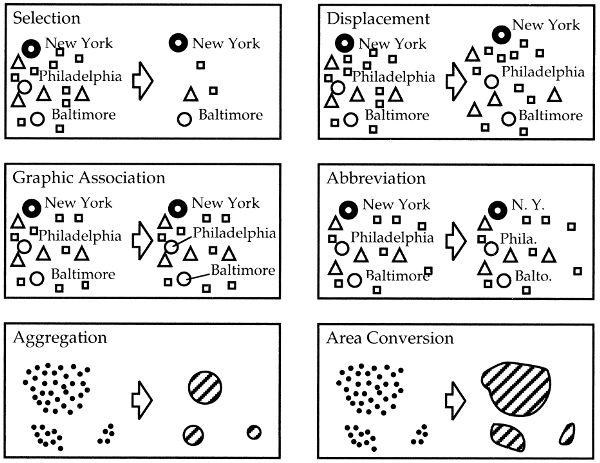 Selection
New York
Philadelphia
Baltimore
New York
Baltimore
Displacement
New York
Philadelphia
Baltimore
New York
Philadelphia
Baltimore
Graphic Association
New York
Philadelphia
Baltimore
New York
Philadelphia
Baltimore
Abbreviation
New York
Philadelphia
Baltimore
N. Y.
Phila.
Balto.
Aggregation
Area Conversion